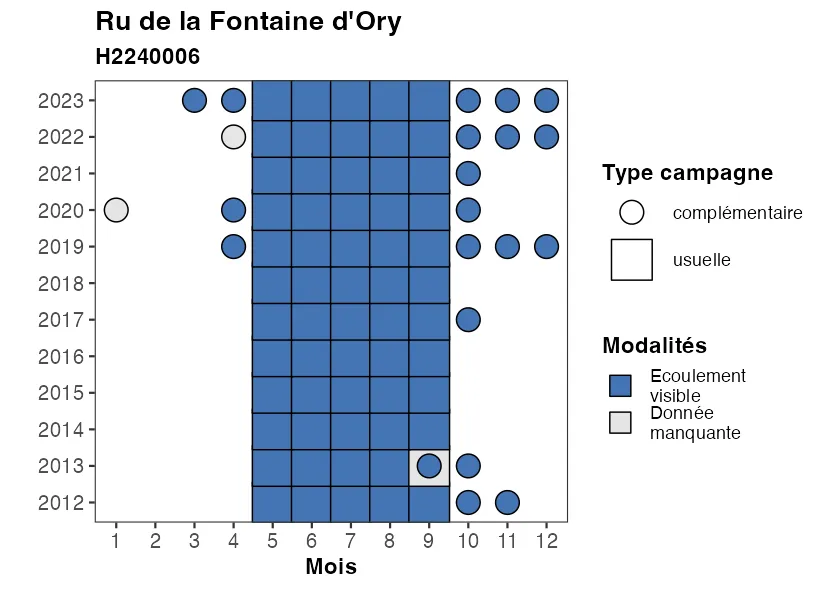 Ru de la Fontaine d'Ory
H2240006
2023
2022
2021
2020
2019
2018
2017
2016
2015
2014
2013
2012
1 2 3 4 5 6 7 8 9 10 11 12
Mois
Type campagne
complémentaire
usuelle
Modalités
Ecoulement
visible
Donnée
manquante